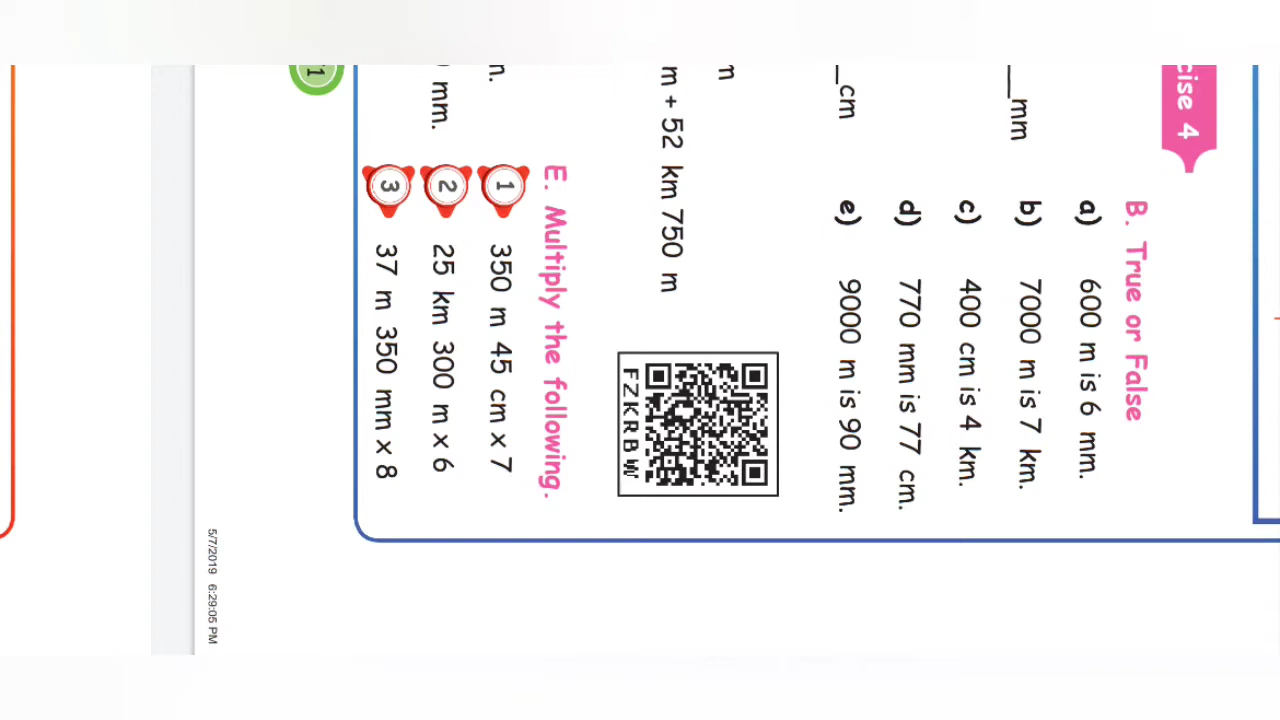 cise 4
B. True or False
a) 600 m is 6 mm.
__mm
b) 7000 m is 7 km.
c) 400 cm is 4 km.
d) 770 mm is 77 cm.
_cm
e) 9000 m is 90 mm.
m
m + 52 km 750 m
FZKRBW
E. Multiply the following.
n.
1 350 m 45 cm x 7
mm.
2 25 km 300 m x 6
3 37 m 350 mm x 8
5/7/2019 6:29:05 PM